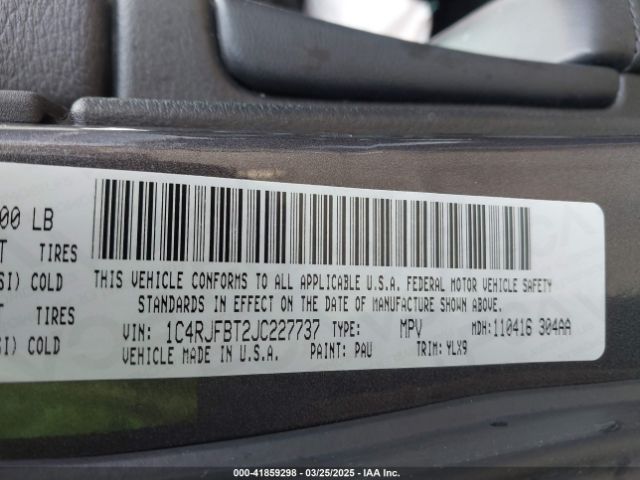 00 LB
T TIRES
SI) COLD
T TIRES
SI) COLD
THIS VEHICLE CONFORMS TO ALL APPLICABLE U.S.A. FEDERAL MOTOR VEHICLE SAFETY
STANDARDS IN EFFECT ON THE DATE OF MANUFACTURE SHOWN ABOVE.
VIN: 1C4RJFBT2JC227737 TYPE: MPV MDH: 110416 304AA
VEHICLE MADE IN U.S.A. PAINT: PAU TRIM: YLX9
000-41859298 - 03/25/2025 - IAA Inc.